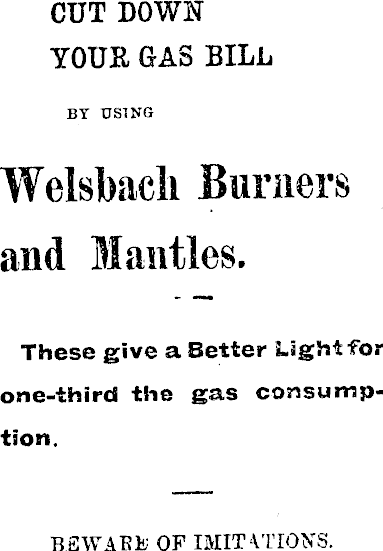 CUT DOWN
YOUR GAS BILL
BY USING
Welsbach Burners
and Mantles.
These give a Better Light for
one-third the gas consump-
tion.
BEWARE OF IMITATIONS.